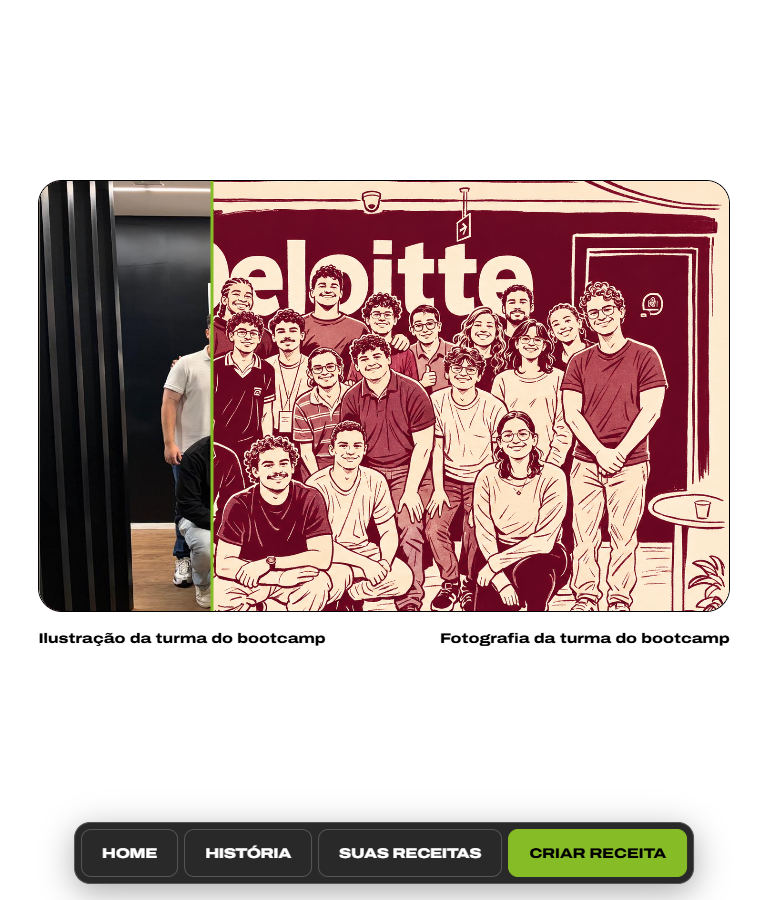 Deloitte
Ilustração da turma do bootcamp
Fotografia da turma do bootcamp
HOME
HISTÓRIA
SUAS RECEITAS
CRIAR RECEITA